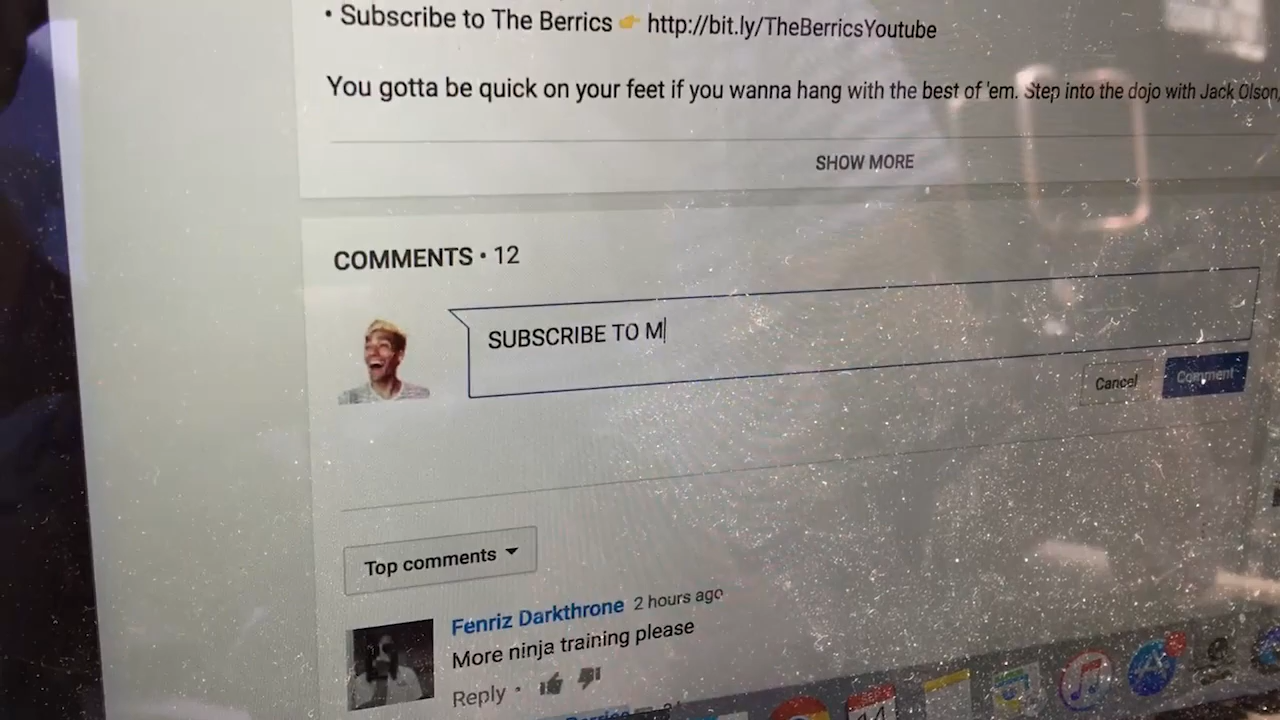 • Subscribe to The Berrics 👉 http://bit.ly/TheBerricsYoutube
You gotta be quick on your feet if you wanna hang with the best of 'em. Step into the dojo with Jack Olson,
SHOW MORE
COMMENTS • 12
SUBSCRIBE TO M
Cancel
Comment
Top comments
Fenriz Darkthrone 2 hours ago
More ninja training please
Reply •
14